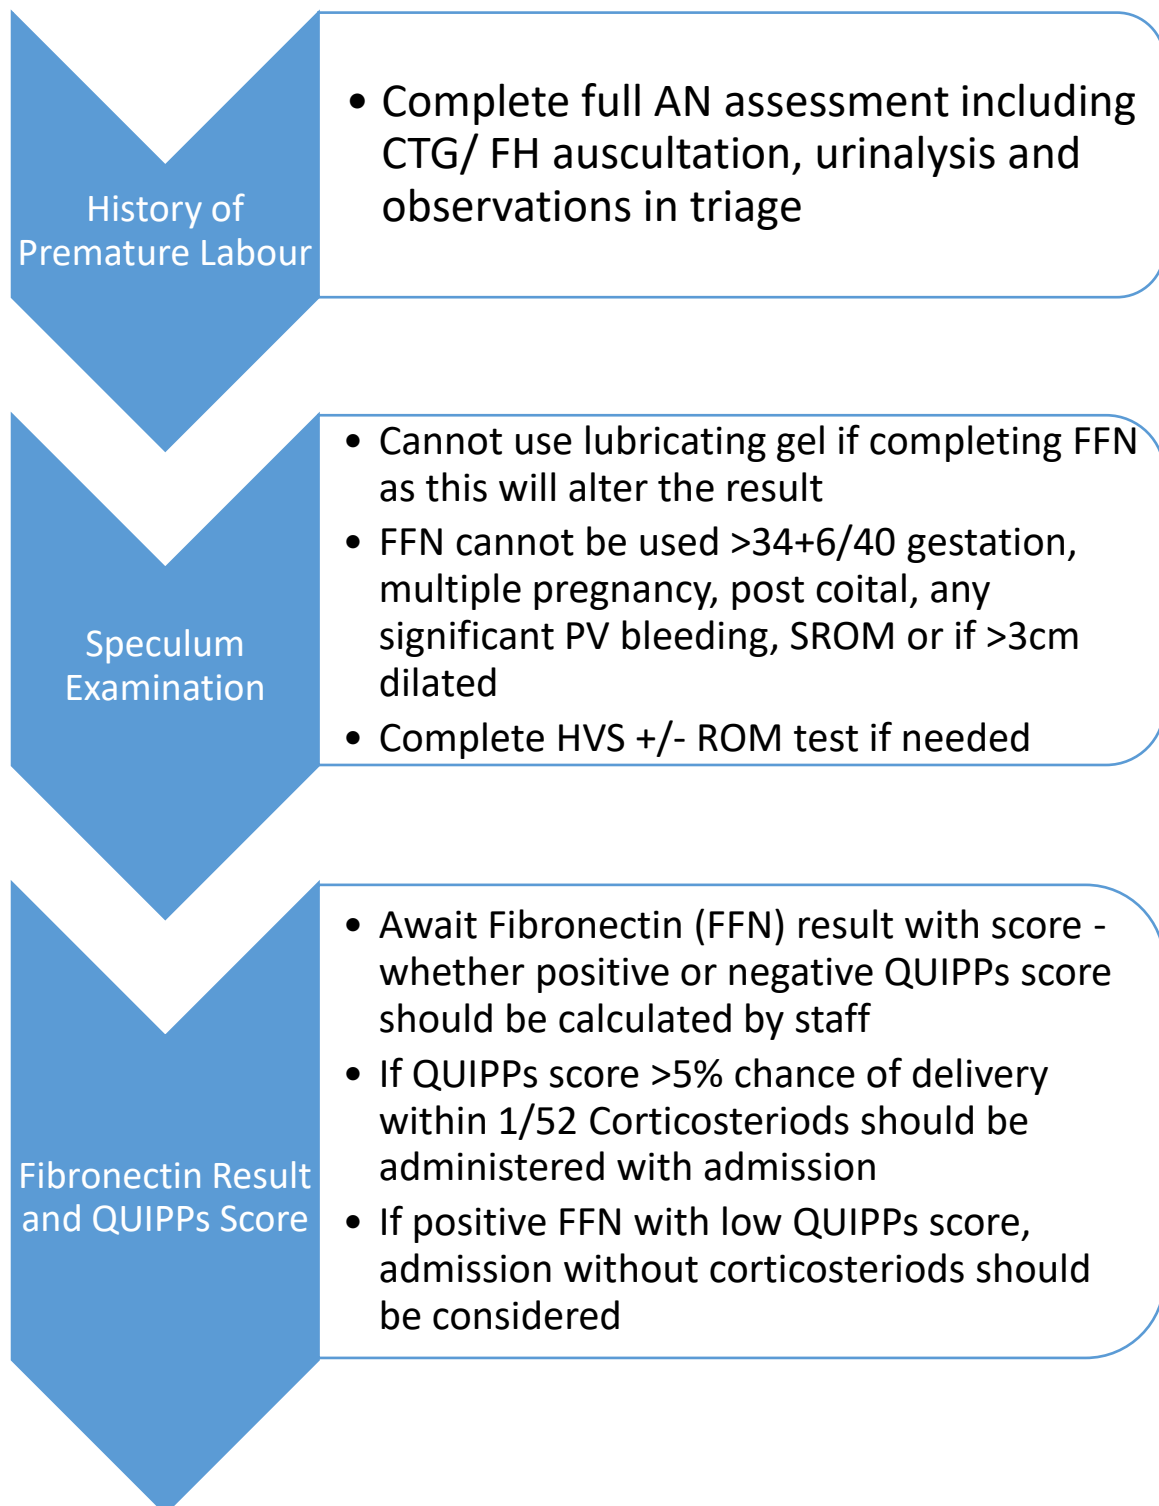 History of
Premature Labour
• Complete full AN assessment including
CTG/ FH auscultation, urinalysis and
observations in triage
Speculum
Examination
• Cannot use lubricating gel if completing FFN
as this will alter the result
• FFN cannot be used >34+6/40 gestation,
multiple pregnancy, post coital, any
significant PV bleeding, SROM or if >3cm
dilated
• Complete HVS +/- ROM test if needed
Fibronectin Result
and QUIPPs Score
• Await Fibronectin (FFN) result with score -
whether positive or negative QUIPPs score
should be calculated by staff
• If QUIPPs score >5% chance of delivery
within 1/52 Corticosteriods should be
administered with admission
• If positive FFN with low QUIPPs score,
admission without corticosteriods should
be considered